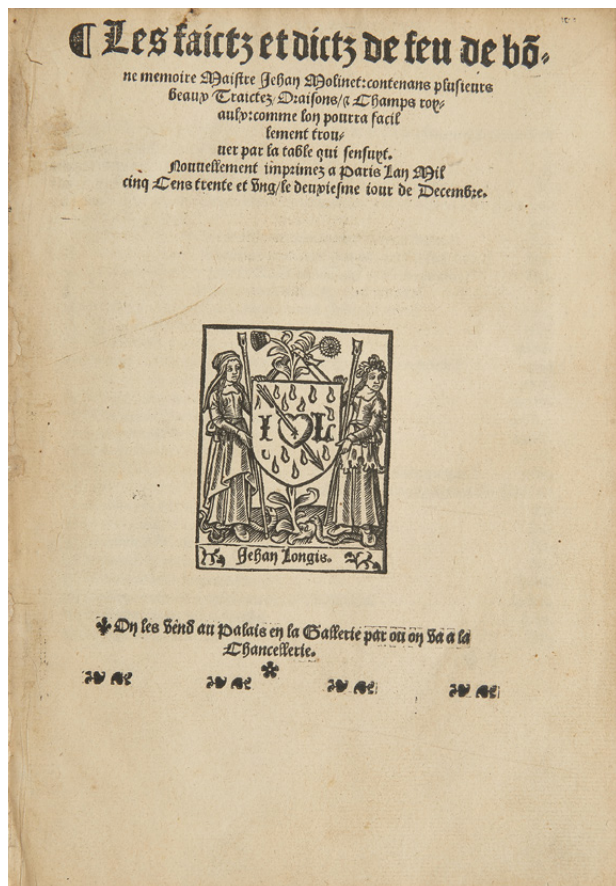 ¶ Les faictz et dictz de feu de bõ-
ne memoire Maistre Jehan Molinet: contenans plusieurs
beaux Traictez/ Oraisons/ & Champs roy-
aulx: comme lon pourra facil
lement trou-
uer par la table qui sensuyt.
Nouuellement imprimez a Paris Lan Mil
cinq Cens trente et vng/ le deuxiesme iour de Decembre.
I L
Jehan Longis.
On les vend au Palais en la Gallerie par ou on va a la
Chancellerie.